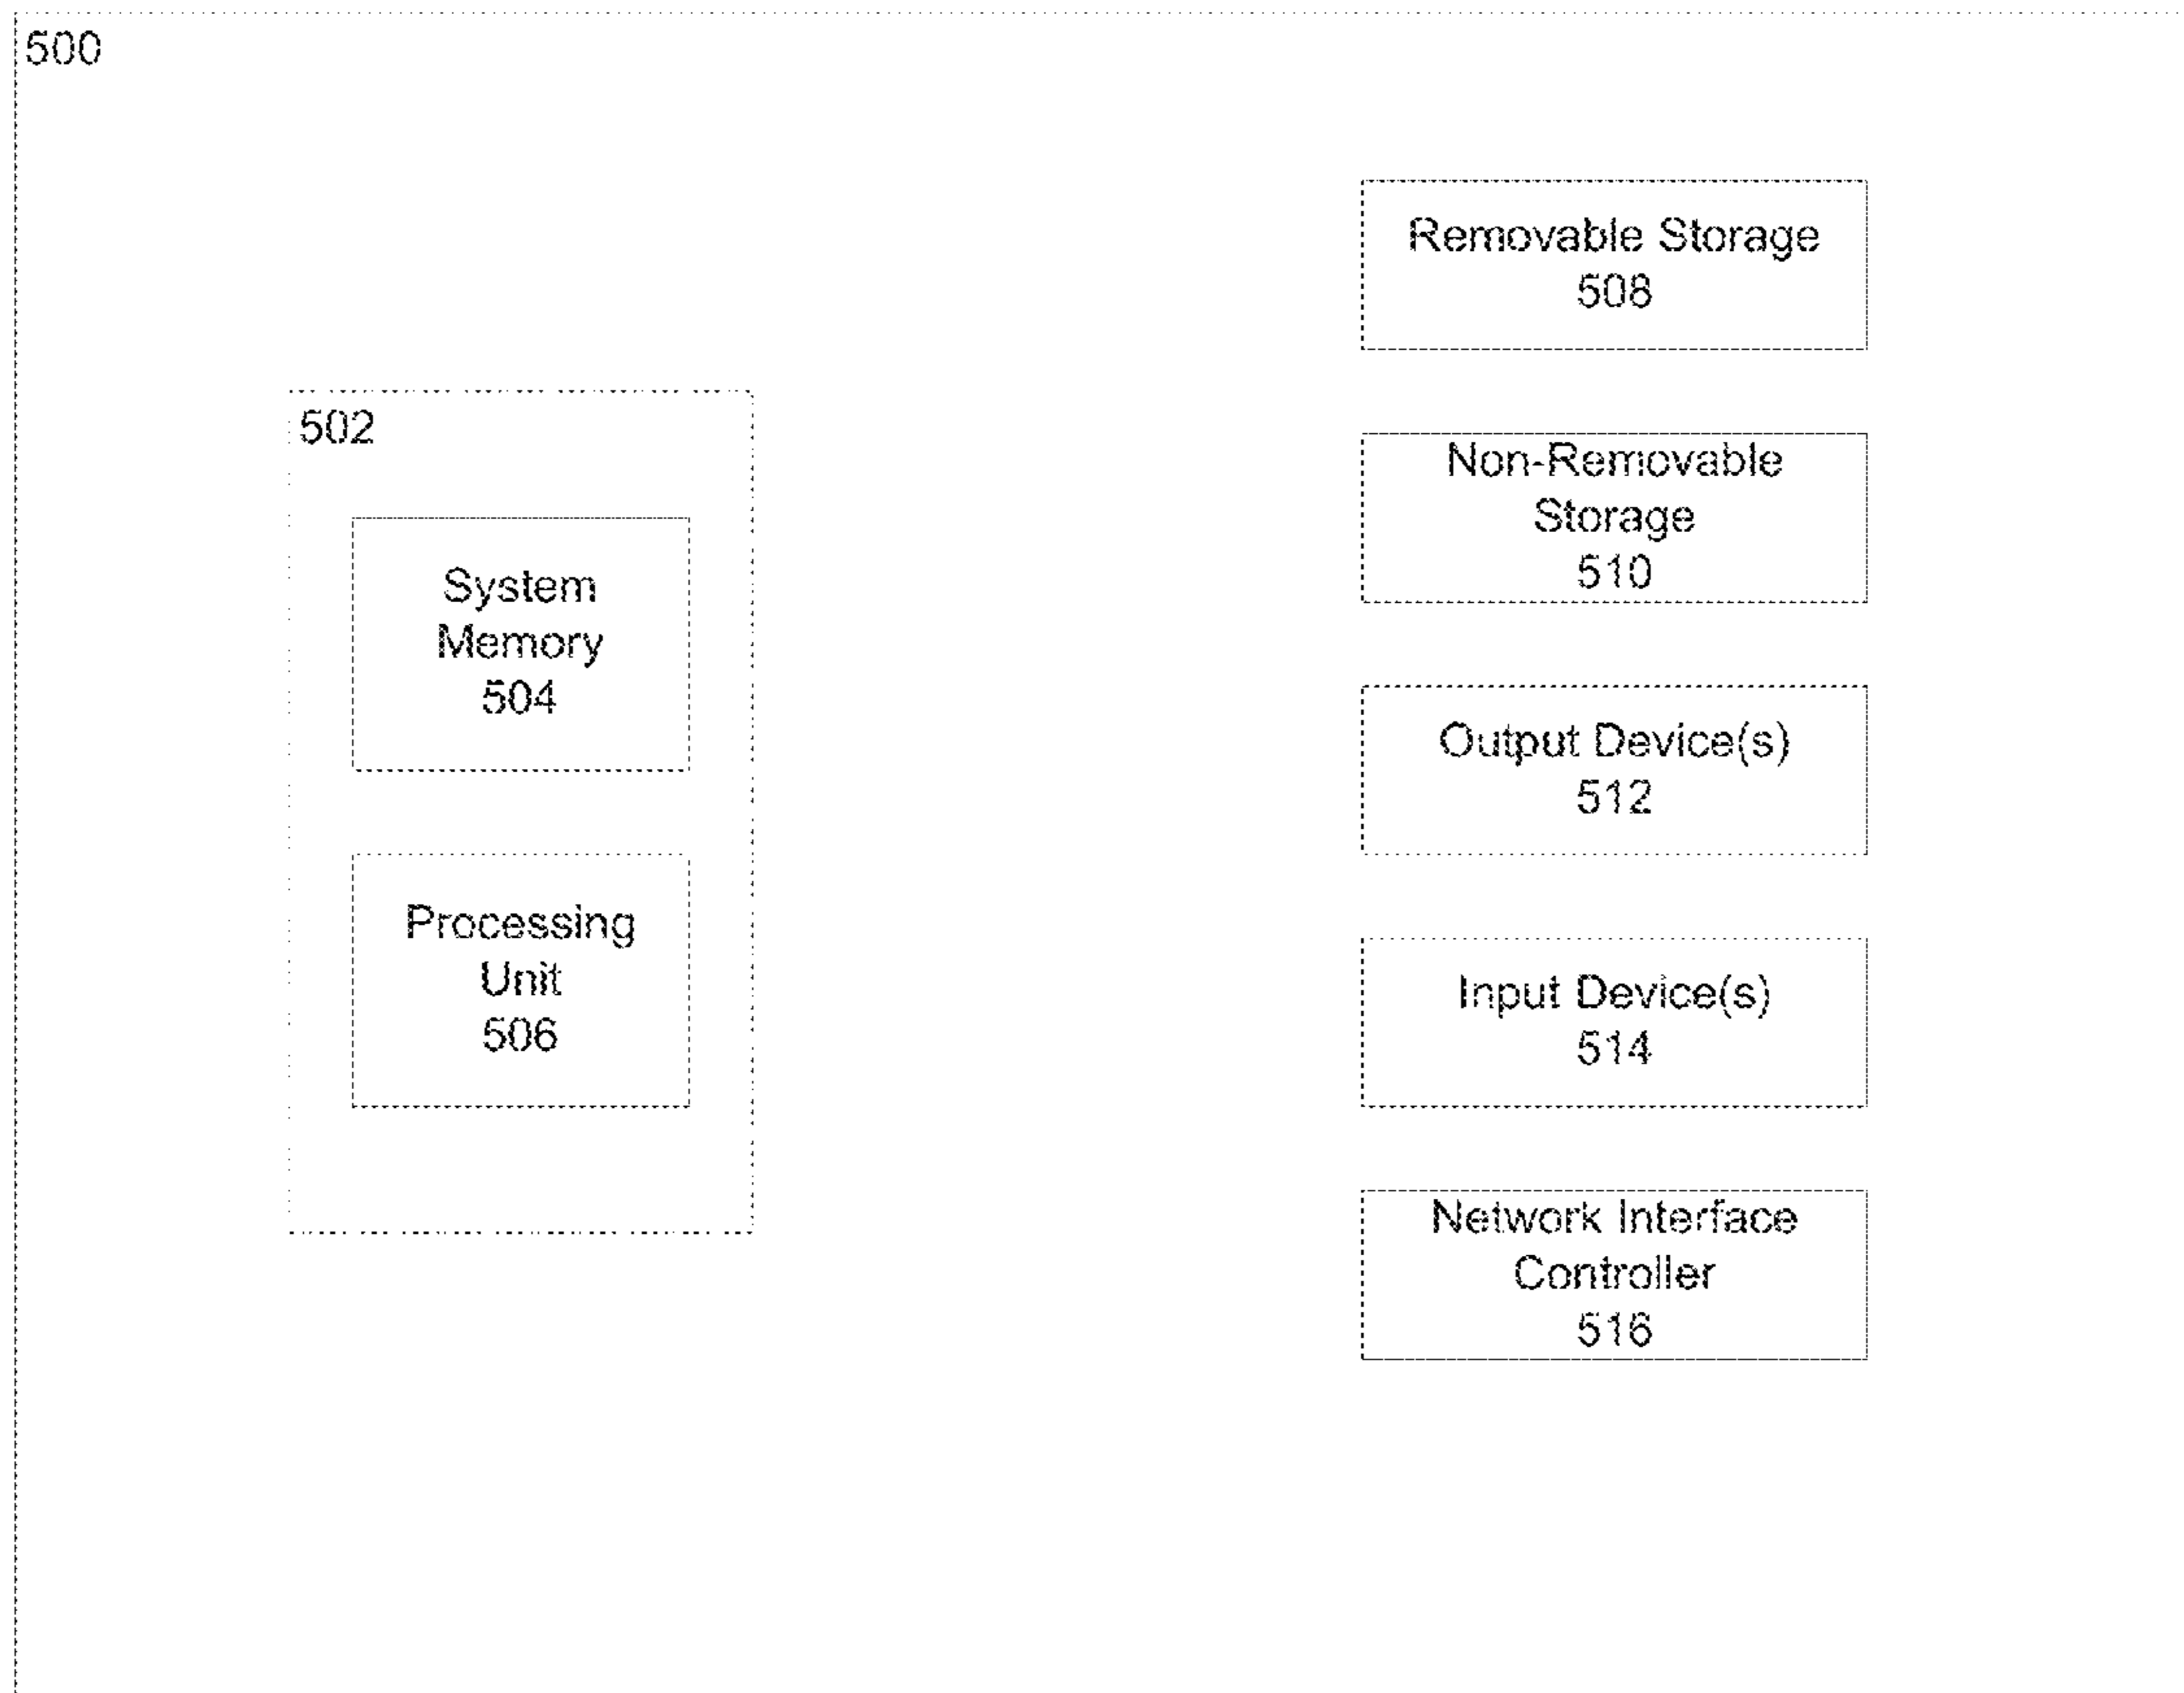 500
502
System
Memory
504
Processing
Unit
506
Removable Storage
508
Non-Removable
Storage
510
Output Device(s)
512
Input Device(s)
514
Network Interface
Controller
516